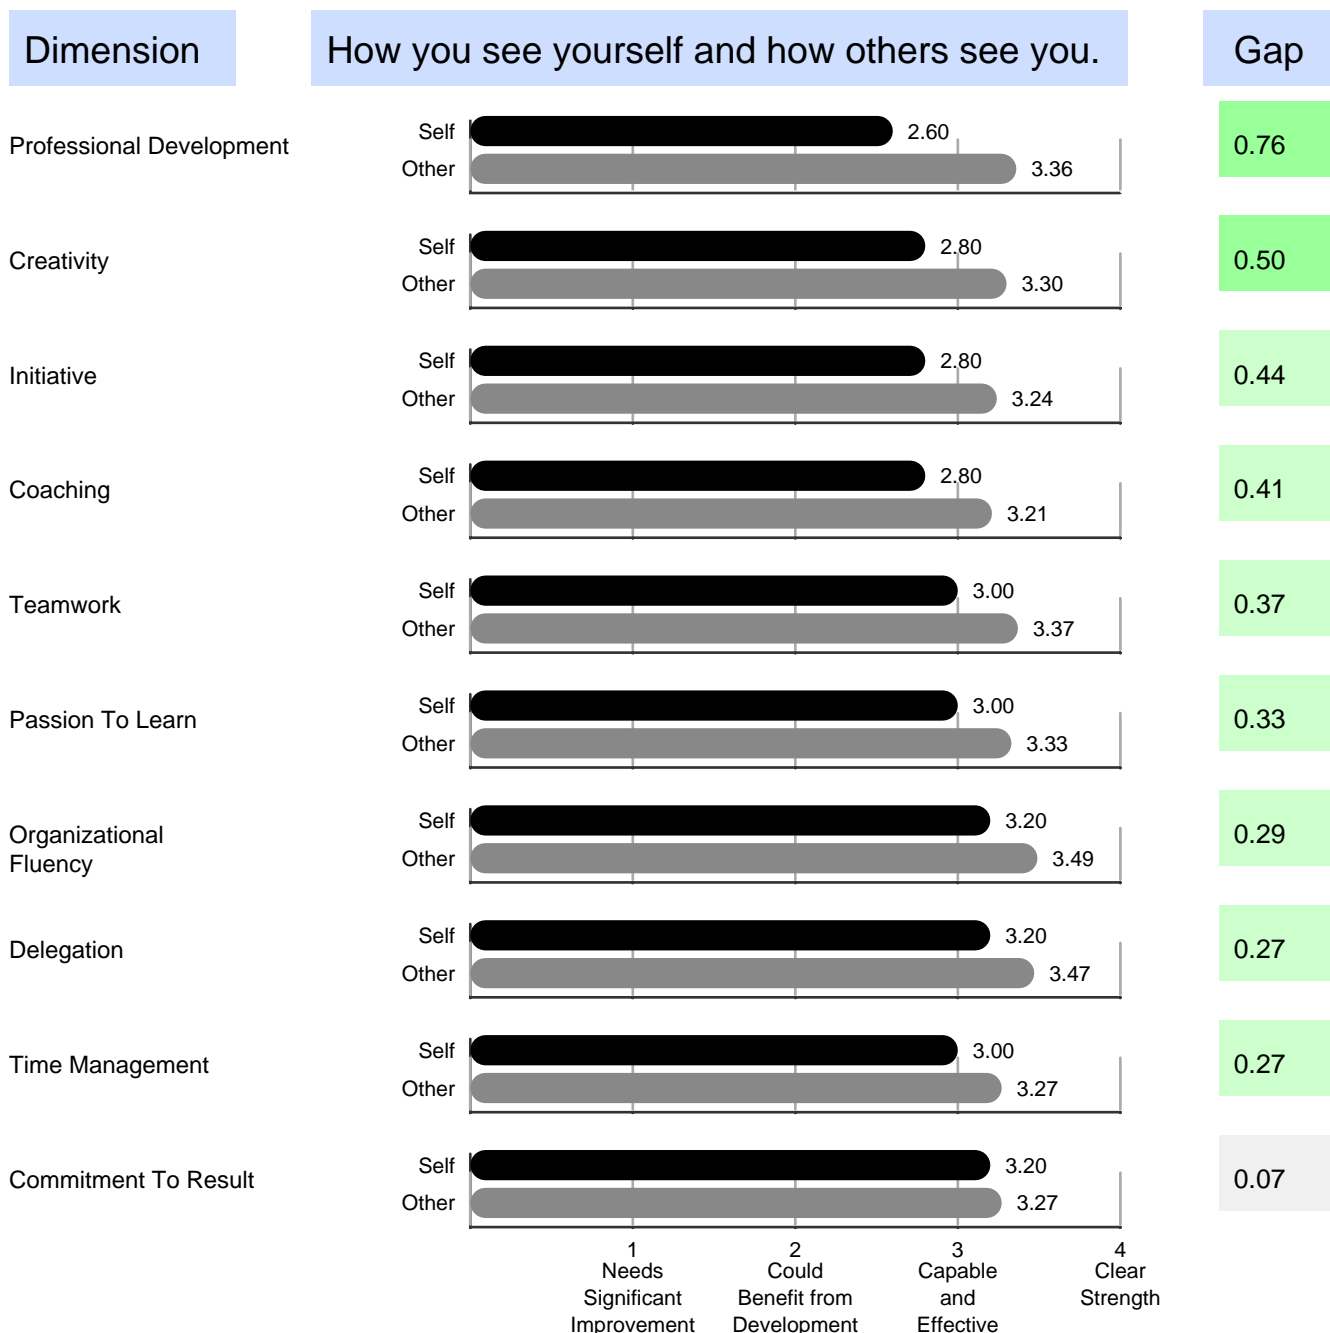 Dimension
How you see yourself and how others see you.
Gap
Professional Development
Self
2.60
Other
3.36
0.76
Creativity
Self
2.80
Other
3.30
0.50
Initiative
Self
2.80
Other
3.24
0.44
Coaching
Self
2.80
Other
3.21
0.41
Teamwork
Self
3.00
Other
3.37
0.37
Passion To Learn
Self
3.00
Other
3.33
0.33
Organizational
Fluency
Self
3.20
Other
3.49
0.29
Delegation
Self
3.20
Other
3.47
0.27
Time Management
Self
3.00
Other
3.27
0.27
Commitment To Result
Self
3.20
Other
3.27
0.07
1
Needs
Significant
Improvement
2
Could
Benefit from
Development
3
Capable
and
Effective
4
Clear
Strength